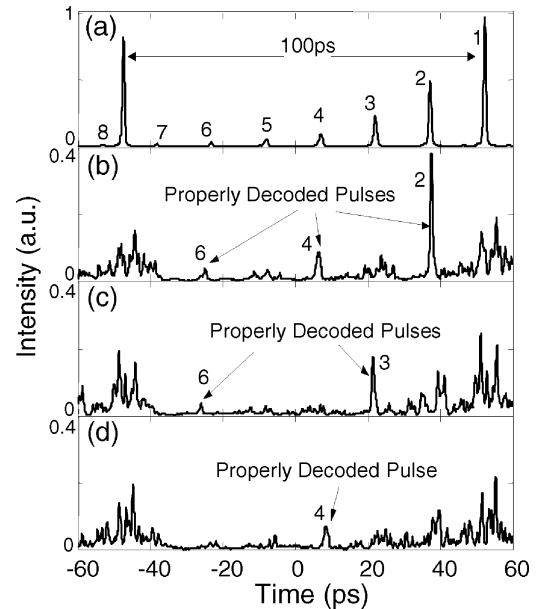 (a)
1
100ps
1
2
3
4
5
6
7
8
0
0.4
(b)
2
Properly Decoded Pulses
4
6
0
0.4
(c)
Properly Decoded Pulses
3
6
0
0.4
(d)
Properly Decoded Pulse
4
0
-60 -40 -20 0 20 40 60
Time (ps)
Intensity (a.u.)